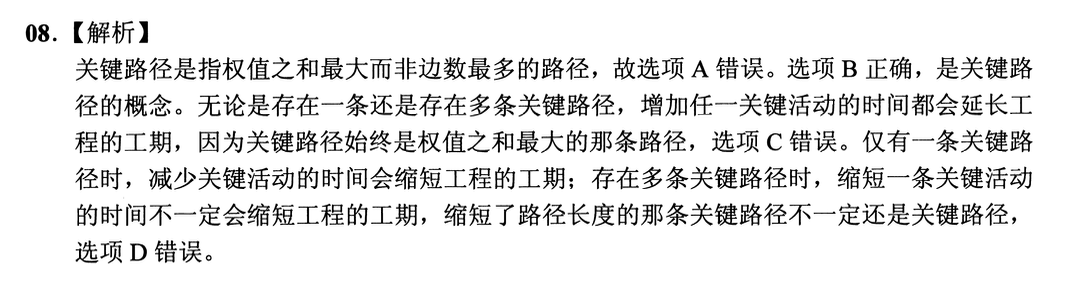 08.【解析】
关键路径是指权值之和最大而非边数最多的路径，故选项 A 错误。选项 B 正确，是关键路
径的概念。无论是存在一条还是存在多条关键路径，增加任一关键活动的时间都会延长工
程的工期，因为关键路径始终是权值之和最大的那条路径，选项 C 错误。仅有一条关键路
径时，减少关键活动的时间会缩短工程的工期；存在多条关键路径时，缩短一条关键活动
的时间不一定会缩短工程的工期，缩短了路径长度的那条关键路径不一定还是关键路径，
选项 D 错误。